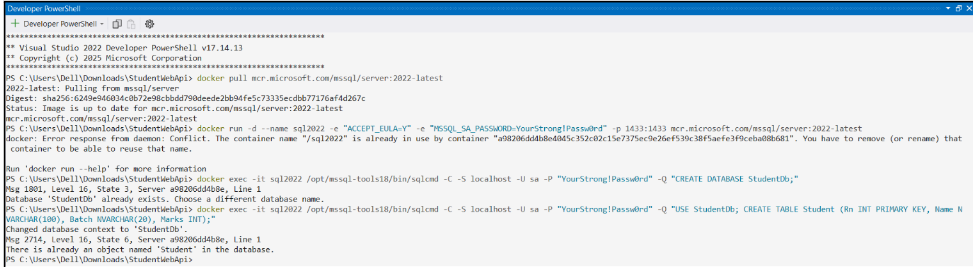 Developer PowerShell
+ Developer PowerShell
**********************************************************************
** Visual Studio 2022 Developer PowerShell v17.14.13
** Copyright (c) 2025 Microsoft Corporation
**********************************************************************
PS C:\Users\Dell\Downloads\StudentWebApi> docker pull mcr.microsoft.com/mssql/server:2022-latest
2022-latest: Pulling from mssql/server
Digest: sha256:6249e946034c0b72e98cbbdd790deede2bb94fe5c73335ecdbb77176af4d267c
Status: Image is up to date for mcr.microsoft.com/mssql/server:2022-latest
mcr.microsoft.com/mssql/server:2022-latest
PS C:\Users\Dell\Downloads\StudentWebApi> docker run -d --name sql2022 -e "ACCEPT_EULA=Y" -e "MSSQL_SA_PASSWORD=YourStrong!Passw0rd" -p 1433:1433 mcr.microsoft.com/mssql/server:2022-latest
docker: Error response from daemon: Conflict. The container name "/sql2022" is already in use by container "a98206dd4b8e4045c352c02c15e7375ec9e26ef539c38f5aefe3f9ceba08b681". You have to remove (or rename) that
container to be able to reuse that name.
Run 'docker run --help' for more information
PS C:\Users\Dell\Downloads\StudentWebApi> docker exec -it sql2022 /opt/mssql-tools18/bin/sqlcmd -C -S localhost -U sa -P "YourStrong!Passw0rd" -Q "CREATE DATABASE StudentDb;"
Msg 1801, Level 16, State 3, Server a98206dd4b8e, Line 1
Database 'StudentDb' already exists. Choose a different database name.
PS C:\Users\Dell\Downloads\StudentWebApi> docker exec -it sql2022 /opt/mssql-tools18/bin/sqlcmd -C -S localhost -U sa -P "YourStrong!Passw0rd" -Q "USE StudentDb; CREATE TABLE Student (Rn INT PRIMARY KEY, Name N
VARCHAR(100), Batch NVARCHAR(20), Marks INT);"
Changed database context to 'StudentDb'.
Msg 2714, Level 16, State 6, Server a98206dd4b8e, Line 1
There is already an object named 'Student' in the database.
PS C:\Users\Dell\Downloads\StudentWebApi>